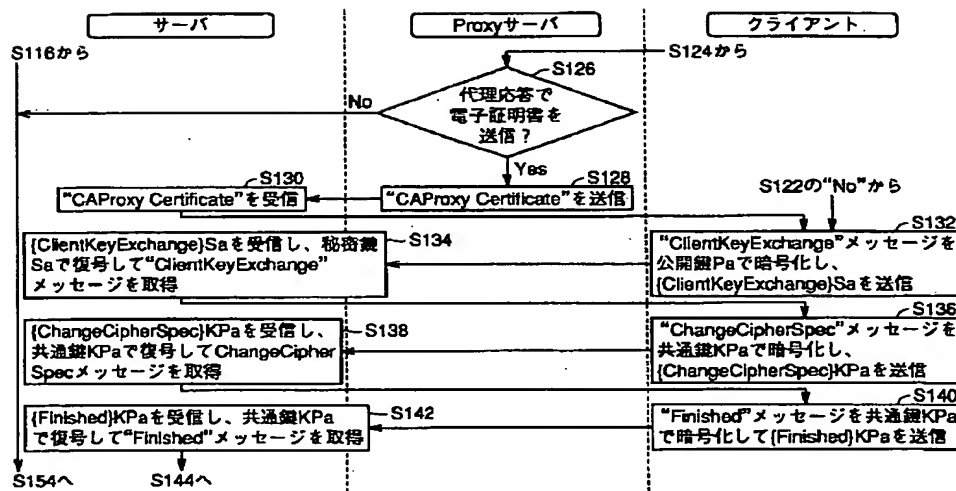 サーバ
Proxyサーバ
クライアント
S116から
S124から
S126
代理応答で
電子証明書を
送信?
No
Yes
S130
S128
S122の“No”から
“CAProxy Certificate”を受信
“CAProxy Certificate”を送信
S132
{ClientKeyExchange}Saを受信し、秘密鍵
Saで復号して“ClientKeyExchange”
メッセージを取得
S134
“ClientKeyExchange”メッセージを
公開鍵Paで暗号化し、
{ClientKeyExchange}Saを送信
S136
{ChangeCipherSpec}KPaを受信し、
共通鍵KPaで復号してChangeCipher
Specメッセージを取得
S138
“ChangeCipherSpec”メッセージを
共通鍵KPaで暗号化し、
{ChangeCipherSpec}KPaを送信
S140
{Finished}KPaを受信し、共通鍵KPa
で復号して“Finished”メッセージを取得
S142
“Finished”メッセージを共通鍵KPa
で暗号化して{Finished}KPaを送信
S154へ
S144へ